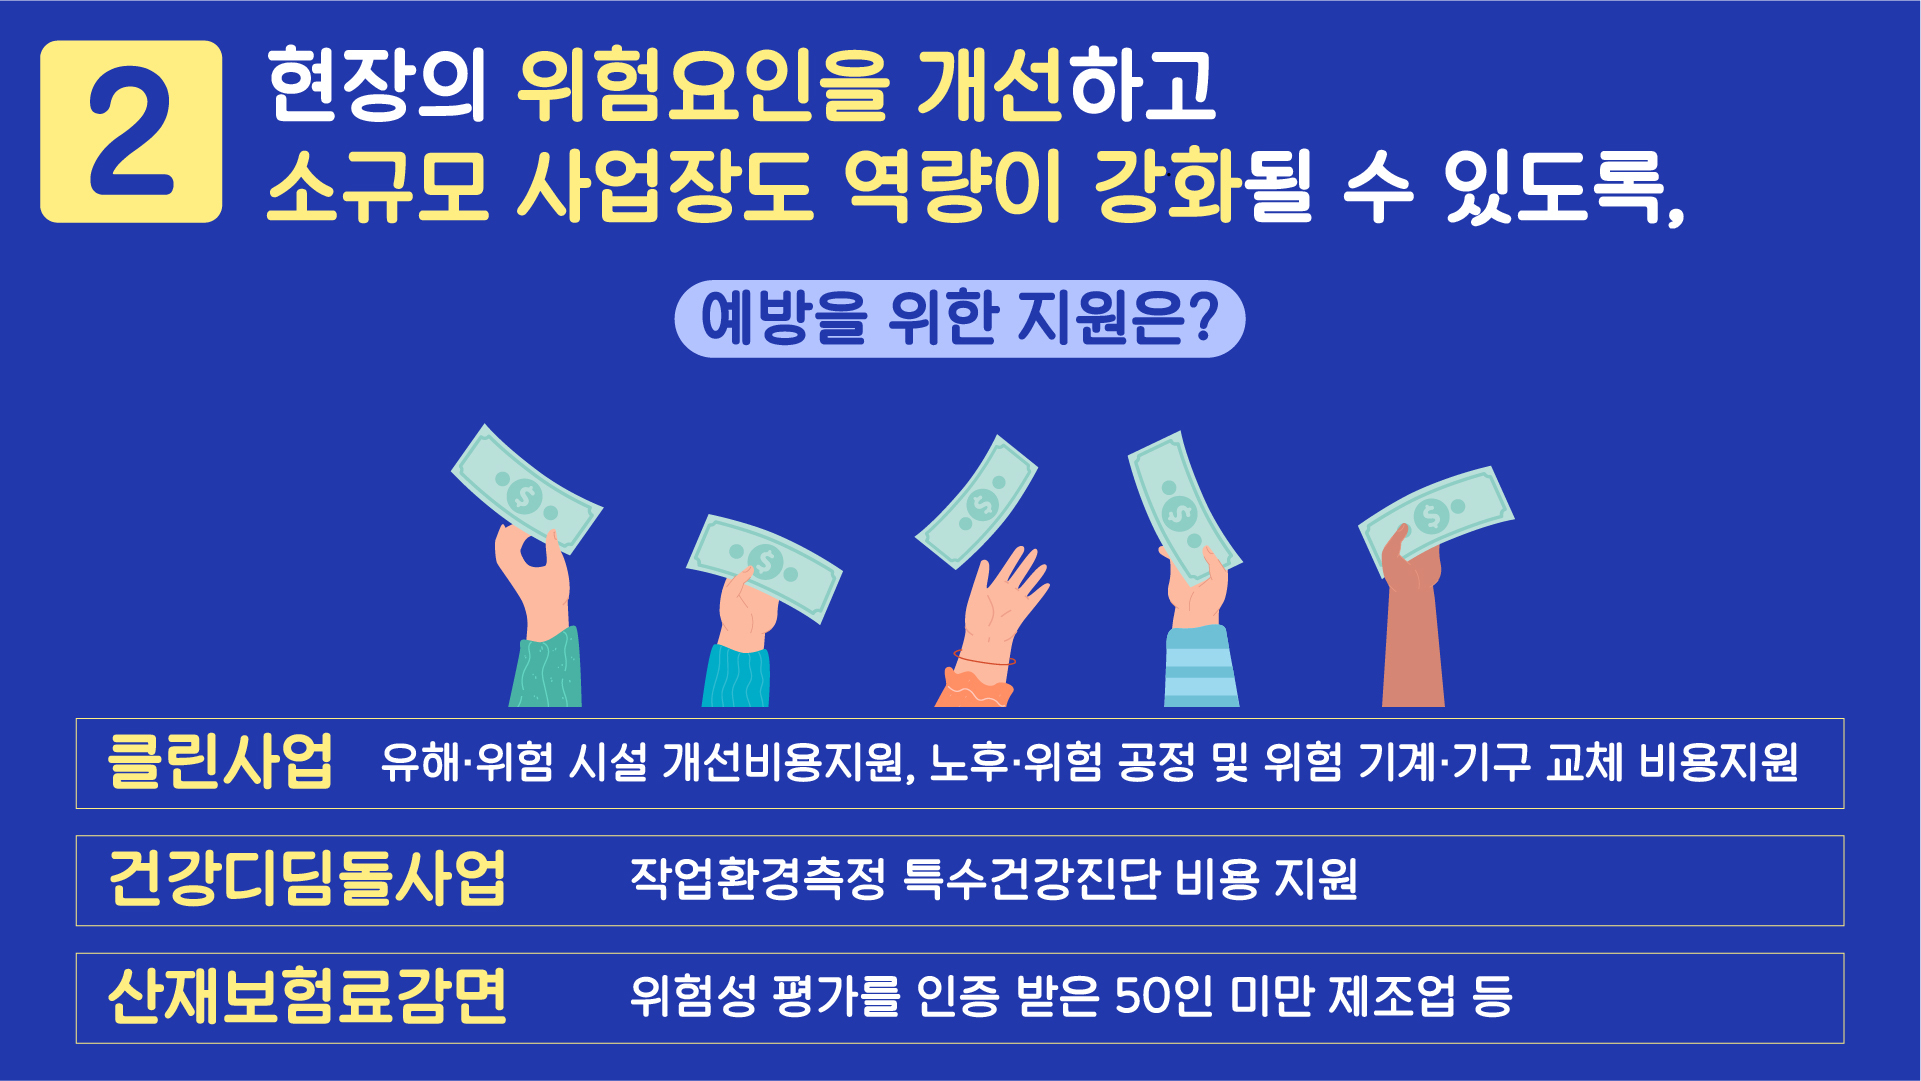 2
현장의 위험요인을 개선하고
소규모 사업장도 역량이 강화될 수 있도록,
예방을 위한 지원은?
$ $ $ $ $
클린사업 유해·위험 시설 개선비용지원, 노후·위험 공정 및 위험 기계·기구 교체 비용지원
건강디딤돌사업 작업환경측정 특수건강진단 비용 지원
산재보험료감면 위험성 평가를 인증 받은 50인 미만 제조업 등